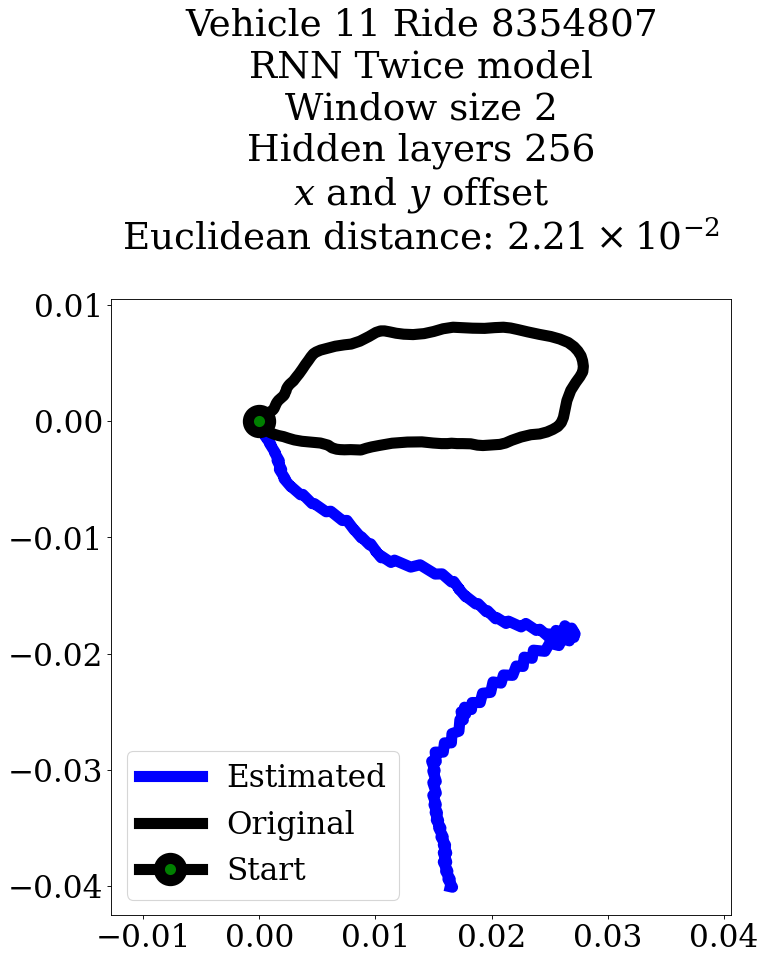 Vehicle 11 Ride 8354807
RNN Twice model
Window size 2
Hidden layers 256
x and y offset
Euclidean distance: 2.21 × 10⁻²
0.01
0.00
−0.01
−0.02
−0.03
−0.04
Estimated
Original
Start
−0.01 0.00 0.01 0.02 0.03 0.04